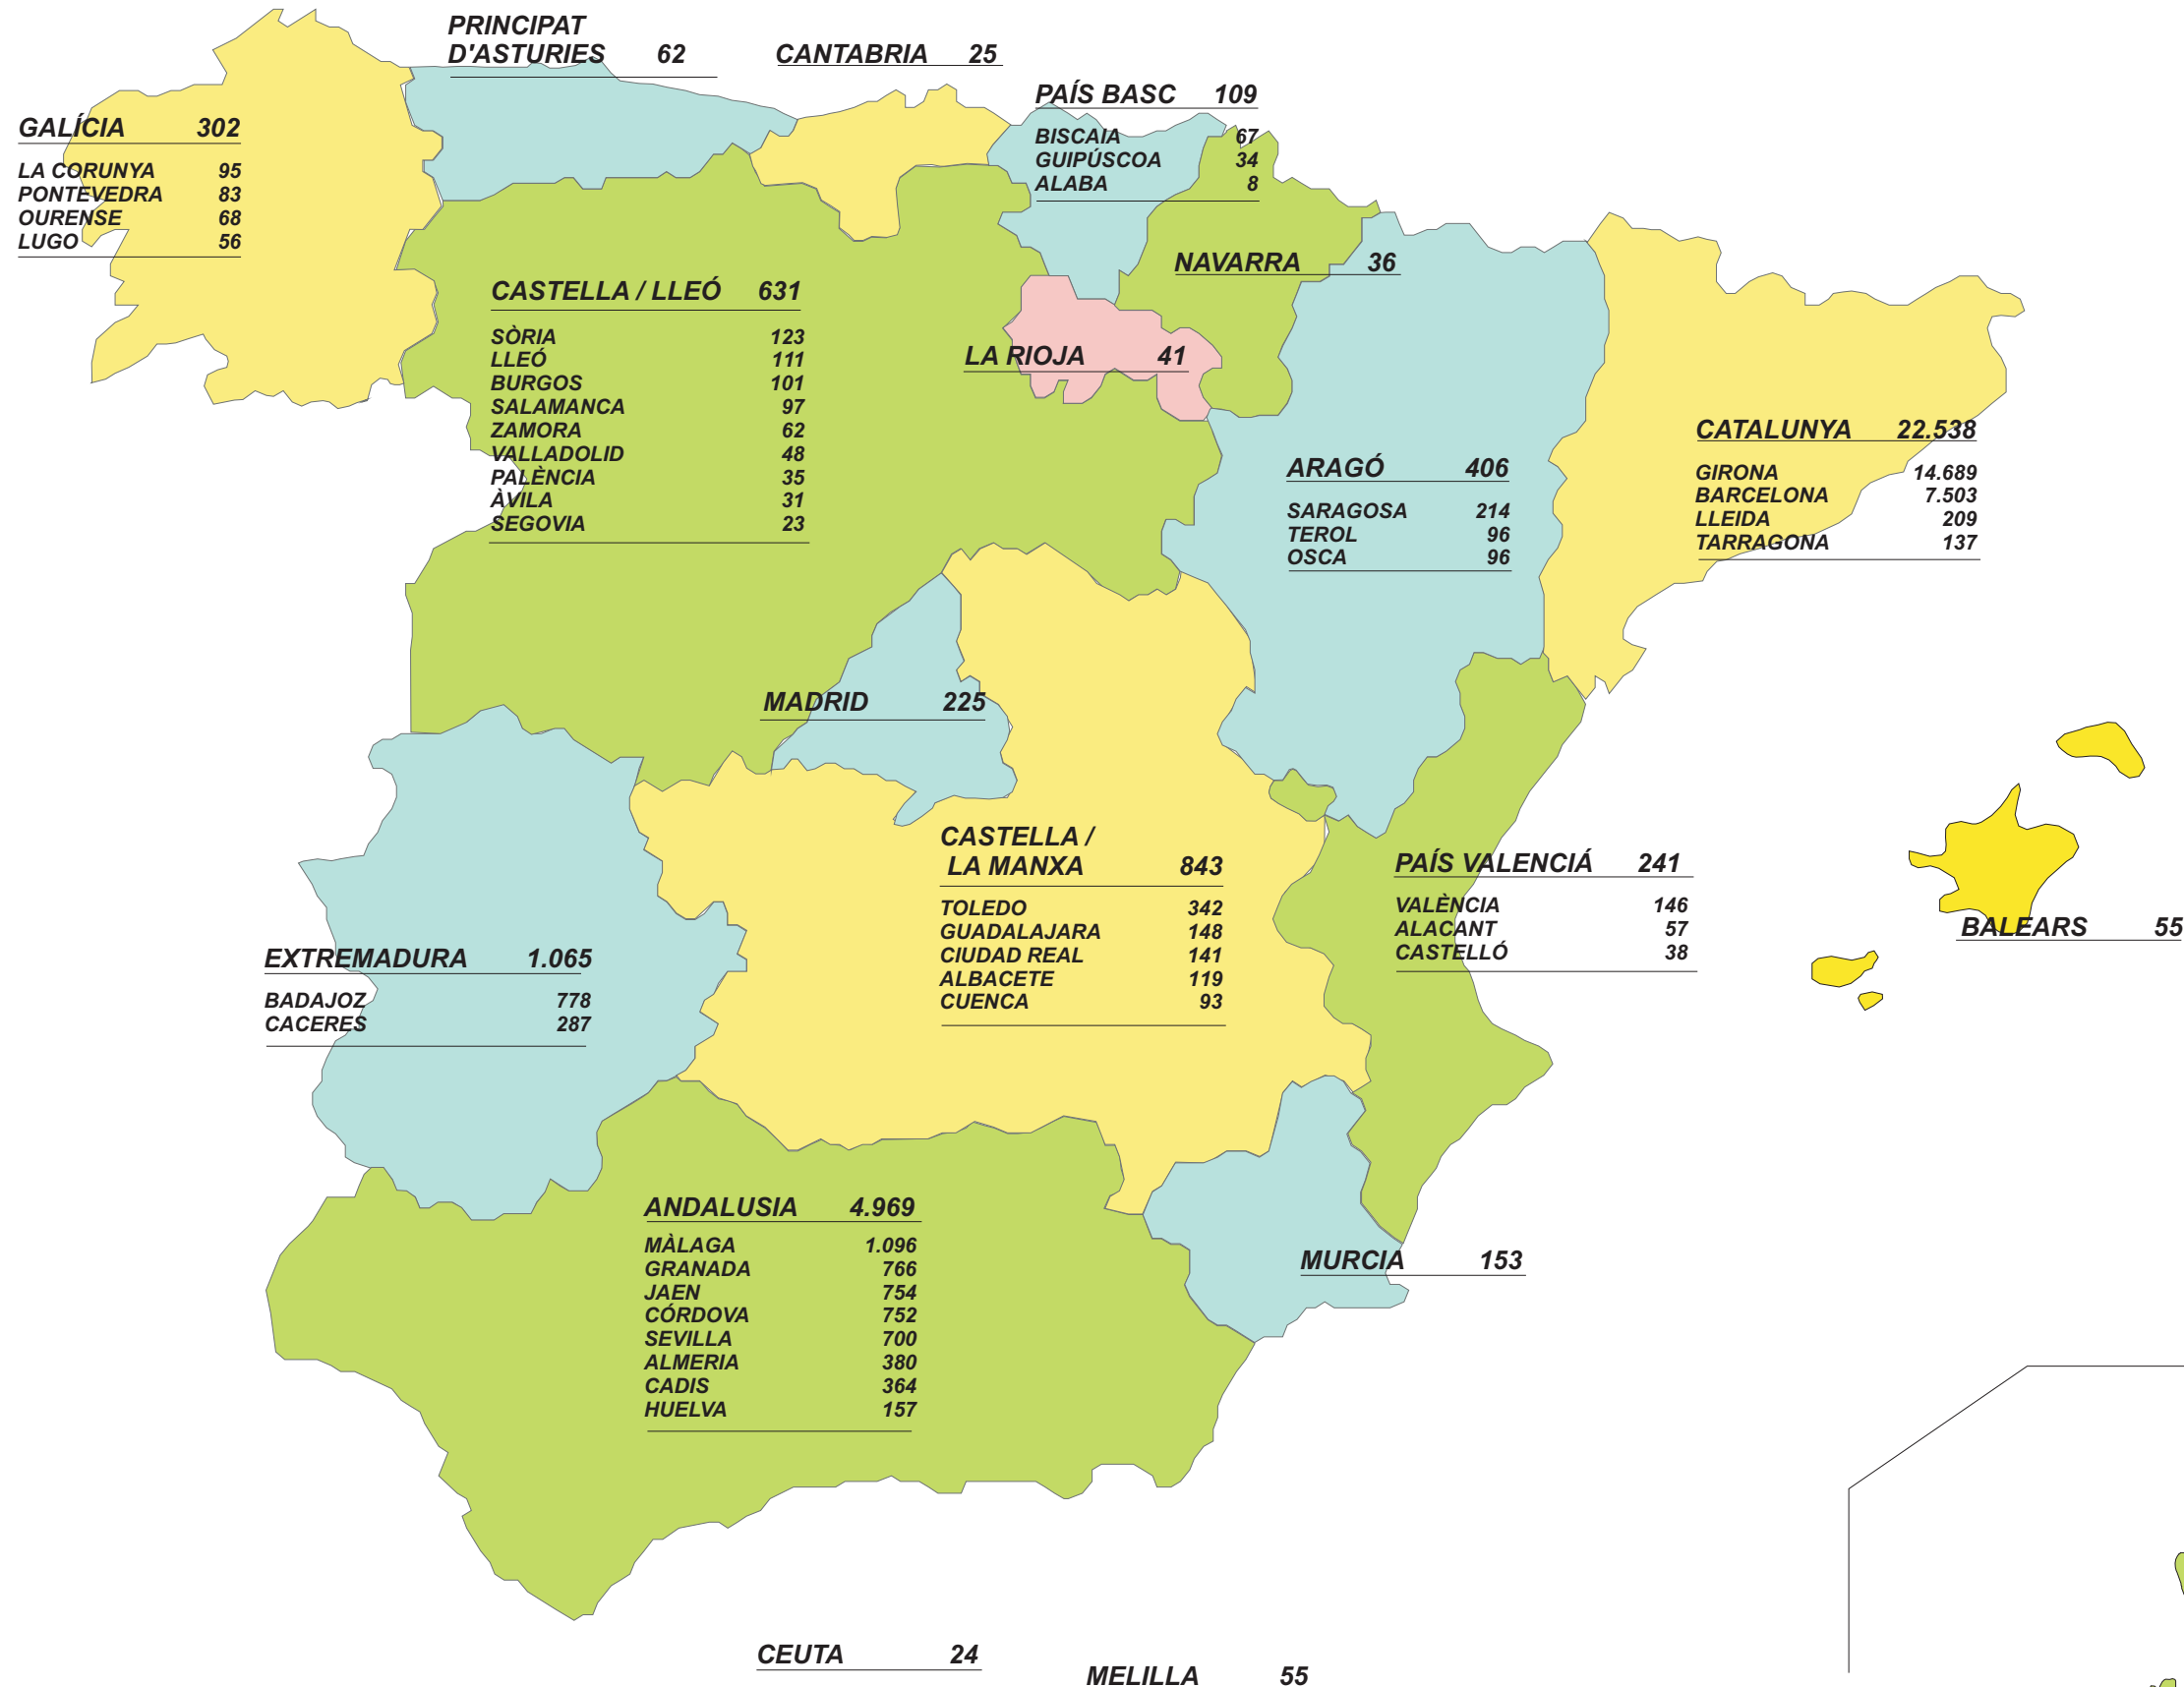 PRINCIPAT
D'ASTURIES 62
CANTABRIA 25
PAÍS BASC 109
BISCAIA 67
GUIPÚSCOA 34
ALABA 8
GALÍCIA 302
LA CORUNYA 95
PONTEVEDRA 83
OURENSE 68
LUGO 56
NAVARRA 36
CASTELLA / LLEÓ 631
SÒRIA 123
LLEÓ 111
BURGOS 101
SALAMANCA 97
ZAMORA 62
VALLADOLID 48
PALÈNCIA 35
ÀVILA 31
SEGOVIA 23
LA RIOJA 41
CATALUNYA 22.538
GIRONA 14.689
BARCELONA 7.503
LLEIDA 209
TARRAGONA 137
ARAGÓ 406
SARAGOSA 214
TEROL 96
OSCA 96
MADRID 225
CASTELLA /
LA MANXA 843
TOLEDO 342
GUADALAJARA 148
CIUDAD REAL 141
ALBACETE 119
CUENCA 93
PAÍS VALENCIÁ 241
VALÈNCIA 146
ALACANT 57
CASTELLÓ 38
BALEARS 55
EXTREMADURA 1.065
BADAJOZ 778
CACERES 287
ANDALUSIA 4.969
MÀLAGA 1.096
GRANADA 766
JAEN 754
CÓRDOVA 752
SEVILLA 700
ALMERIA 380
CADIS 364
HUELVA 157
MURCIA 153
CEUTA 24
MELILLA 55